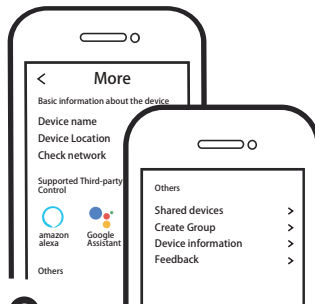 <
More
Basic information about the device
Device name
Device Location
Check network
Supported Third-party
Control
amazon
alexa
Google
Assistant
Others
Others
Shared devices >
Create Group >
Device information >
Feedback >